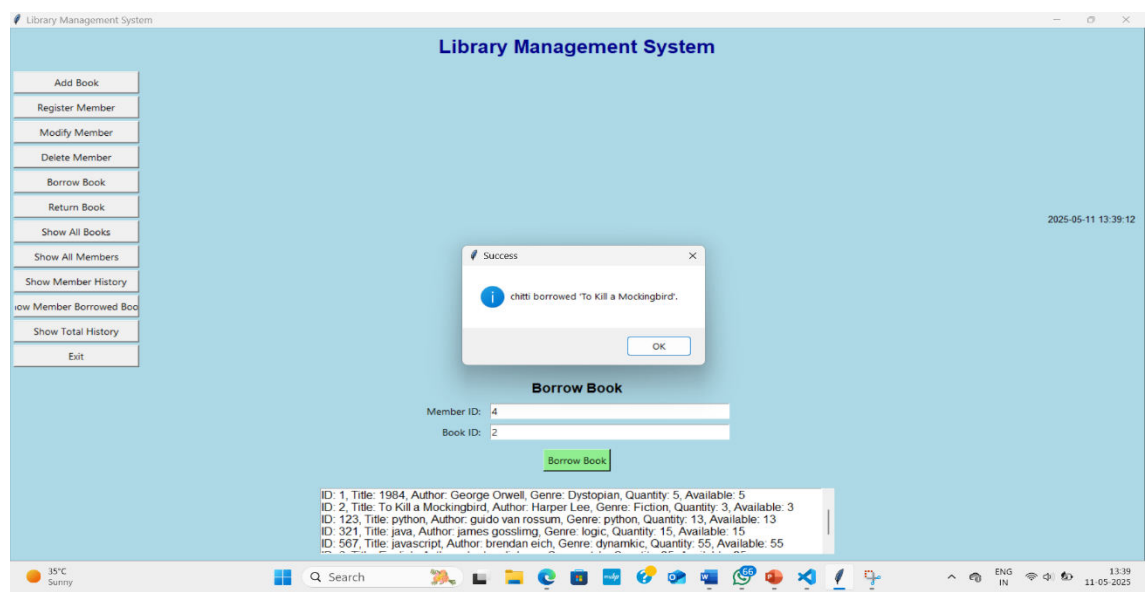 Library Management System
Library Management System
Add Book
Register Member
Modify Member
Delete Member
Borrow Book
Return Book
Show All Books
Show All Members
Show Member History
ow Member Borrowed Boo
Show Total History
Exit
2025-05-11 13:39:12
Success
chitti borrowed 'To Kill a Mockingbird'.
OK
Borrow Book
Member ID: 4
Book ID: 2
Borrow Book
ID: 1, Title: 1984, Author: George Orwell, Genre: Dystopian, Quantity: 5, Available: 5
ID: 2, Title: To Kill a Mockingbird, Author: Harper Lee, Genre: Fiction, Quantity: 3, Available: 3
ID: 123, Title: python, Author: guido van rossum, Genre: python, Quantity: 13, Available: 13
ID: 321, Title: java, Author: james gosslimg, Genre: logic, Quantity: 15, Available: 15
ID: 567, Title: javascript, Author: brendan eich, Genre: dynamkic, Quantity: 55, Available: 55
35°C
Sunny
Search
66
ENG
IN
13:39
11-05-2025